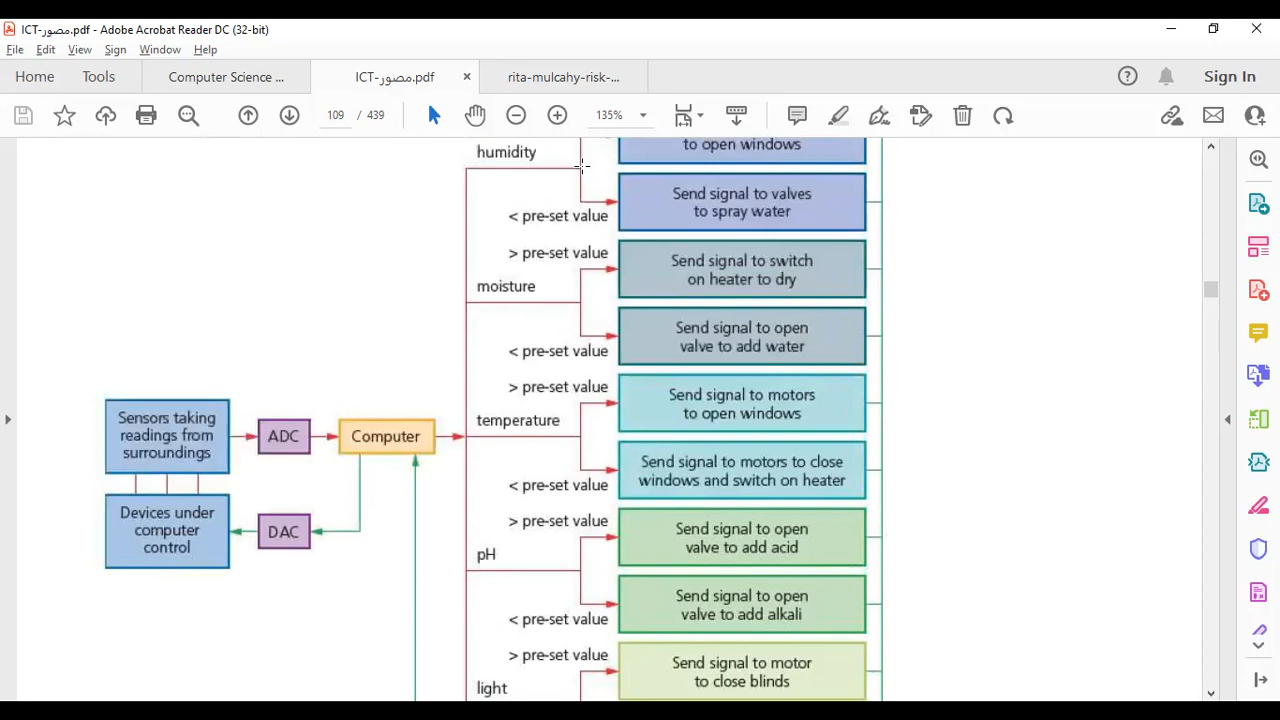 ICT-مصور.pdf - Adobe Acrobat Reader DC (32-bit)
File Edit View Sign Window Help
Home Tools Computer Science ... ICT-مصور.pdf × rita-mulcahy-risk-... Sign In
109 / 439 135%
humidity
to open windows
Send signal to valves
to spray water
< pre-set value
> pre-set value
Send signal to switch
on heater to dry
moisture
Send signal to open
valve to add water
< pre-set value
> pre-set value
Send signal to motors
to open windows
temperature
Send signal to motors to close
windows and switch on heater
< pre-set value
> pre-set value
Send signal to open
valve to add acid
pH
Send signal to open
valve to add alkali
< pre-set value
> pre-set value
Send signal to motor
to close blinds
light
Sensors taking
readings from
surroundings
ADC
Computer
Devices under
computer
control
DAC